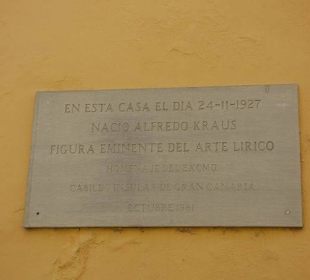 EN ESTA CASA EL DIA 24-11-1927
NACIO ALFREDO KRAUS
FIGURA EMINENTE DEL ARTE LIRICO
HOMENAJE DEL EXCMO.
CABILDO INSULAR DE GRAN CANARIA
OCTUBRE 1981